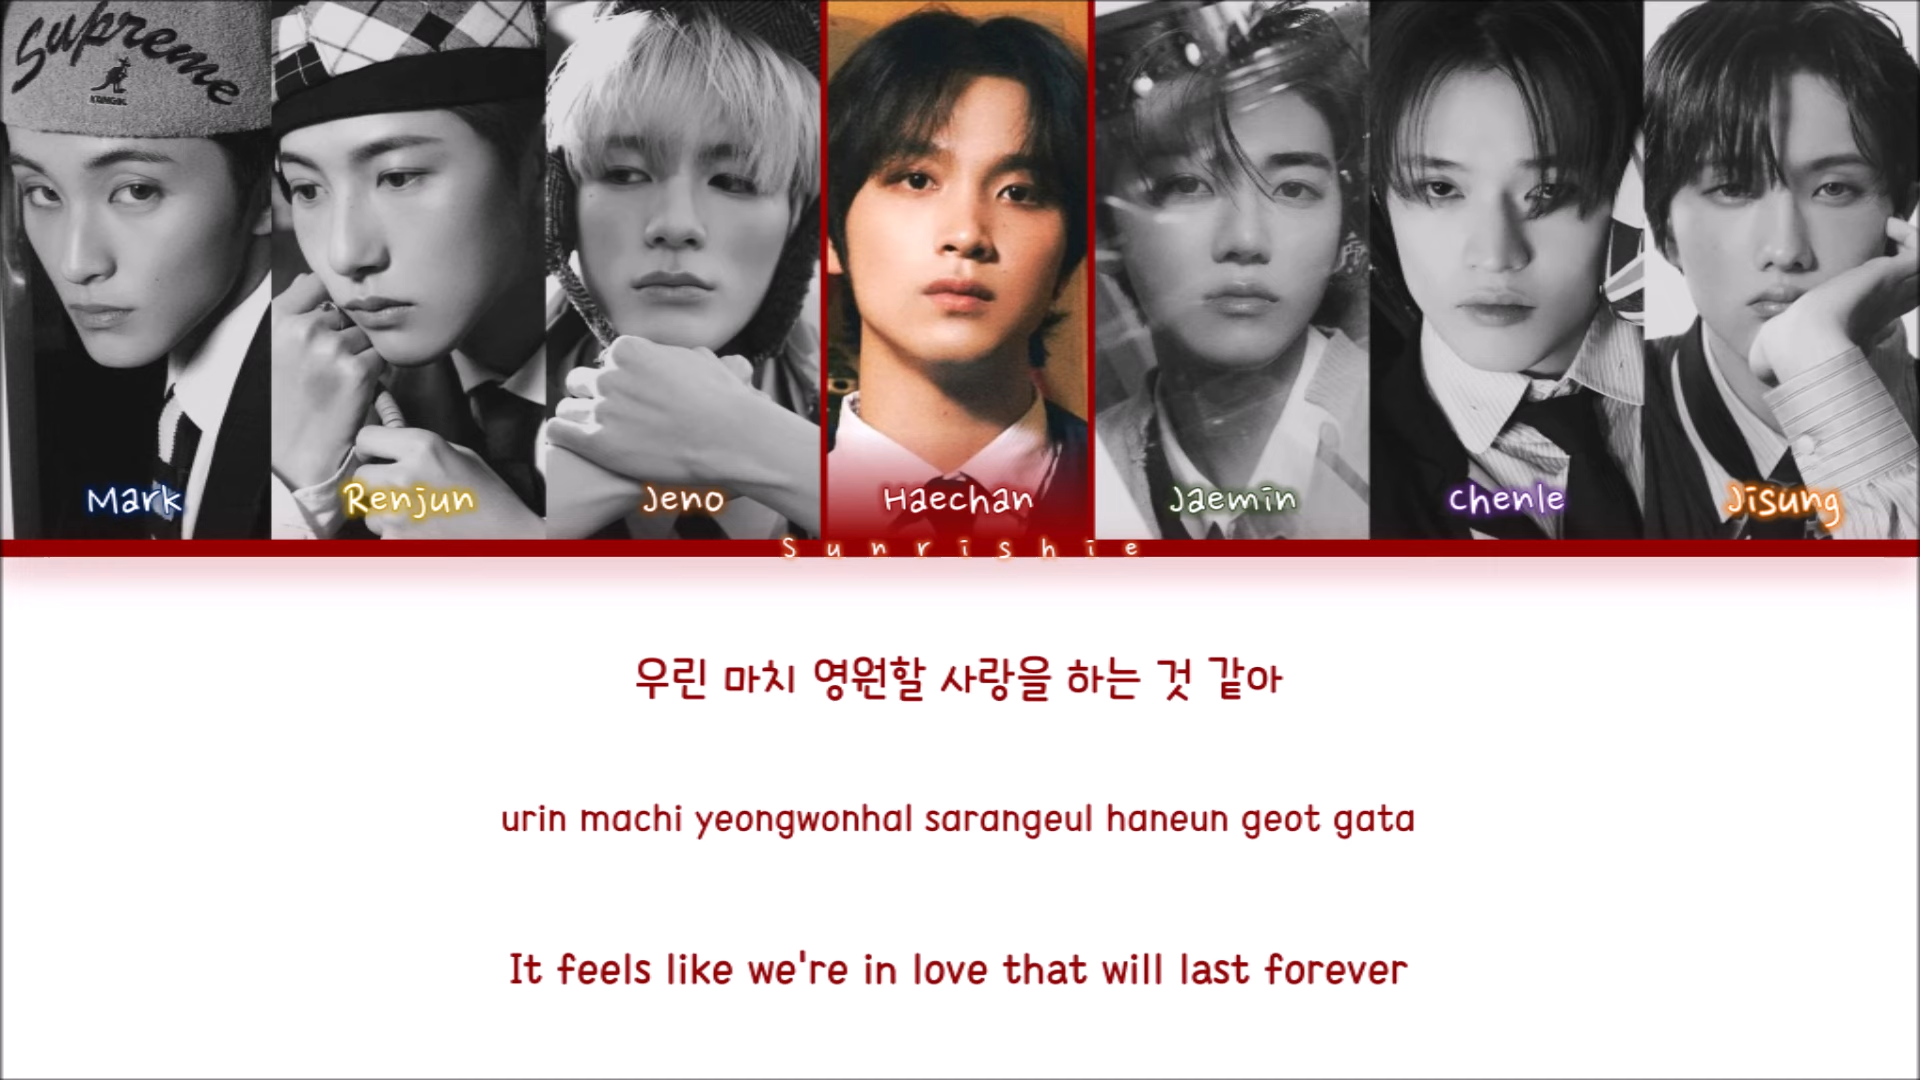 Supreme
KANGOL
Mark
Renjun
Jeno
Haechan
Jaemin
Chenle
Jisung
Sunrishie
우린 마치 영원할 사랑을 하는 것 같아
urin machi yeongwonhal sarangeul haneun geot gata
It feels like we're in love that will last forever